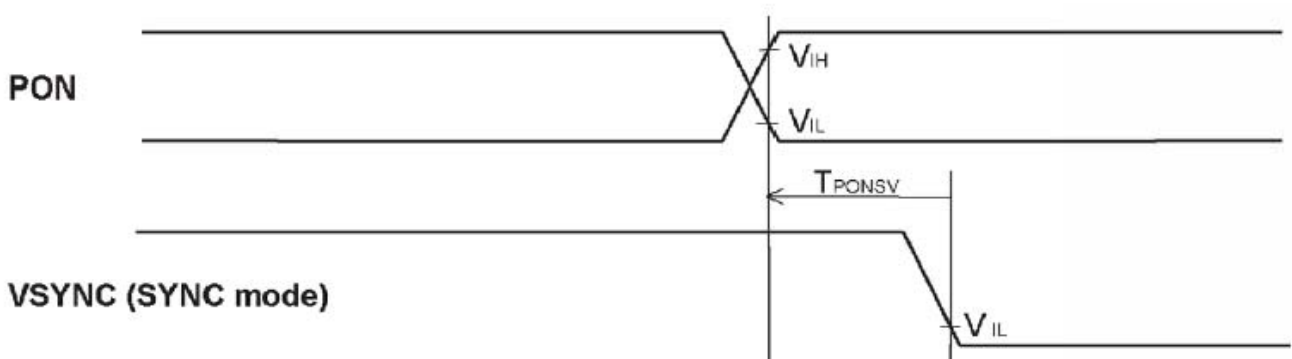 VIH
PON
VIL
TPONSV
VSYNC (SYNC mode)
VIL